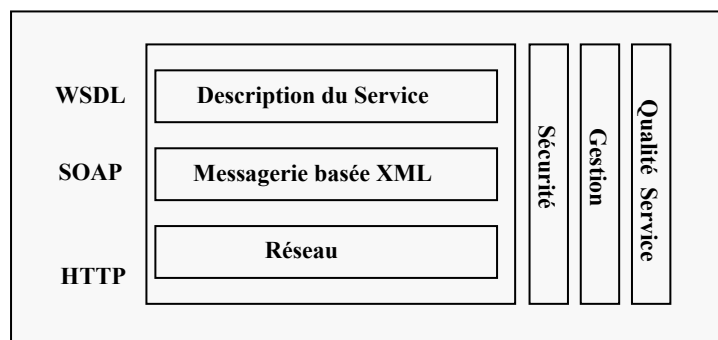 WSDL
Description du Service
SOAP
Messagerie basée XML
HTTP
Réseau
Sécurité
Gestion
Qualité Service